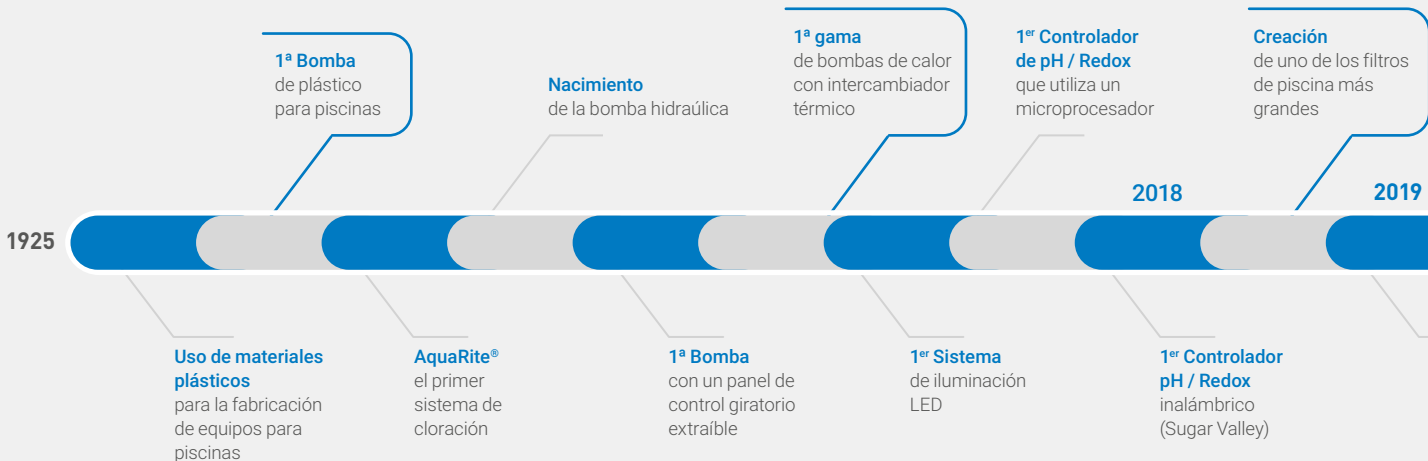 1ª Bomba
de plástico
para piscinas
Nacimiento
de la bomba hidraúlica
1ª gama
de bombas de calor
con intercambiador
térmico
1er Controlador
de pH / Redox
que utiliza un
microprocesador
Creación
de uno de los filtros
de piscina más
grandes
2018
2019
1925
Uso de materiales
plásticos
para la fabricación
de equipos para
piscinas
AquaRite®
el primer
sistema de
cloración
1ª Bomba
con un panel de
control giratorio
extraíble
1er Sistema
de iluminación
LED
1er Controlador
pH / Redox
inalámbrico
(Sugar Valley)